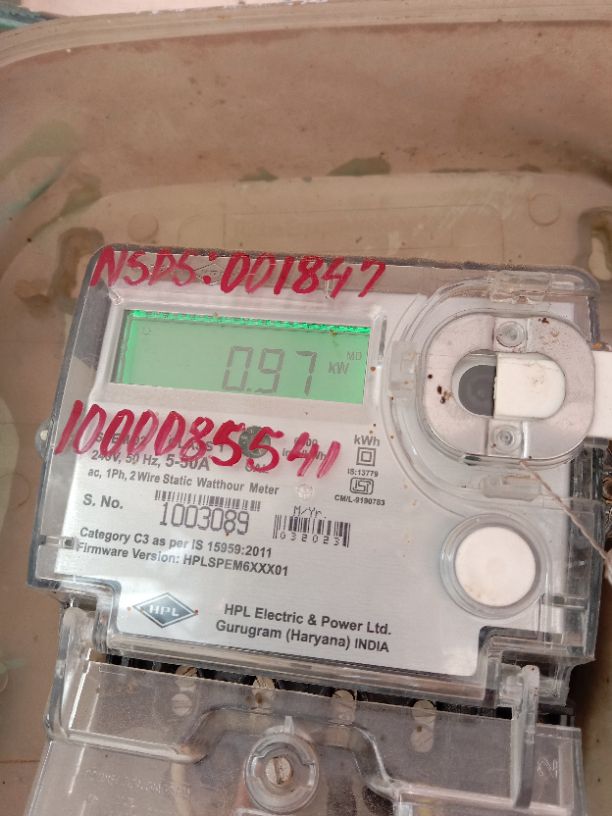 NSDS:001847
0.97
MD
kW
1000085541
kWh
240V, 50 Hz, 5-30A
IS:13779
ac, 1Ph, 2 Wire Static Watthour Meter
CM/L-9190783
S. No.
1003089
M/Yr.
032023
Category C3 as per IS 15959:2011
Firmware Version: HPLSPEM6XXX01
HPL
HPL Electric & Power Ltd.
Gurugram (Haryana) INDIA